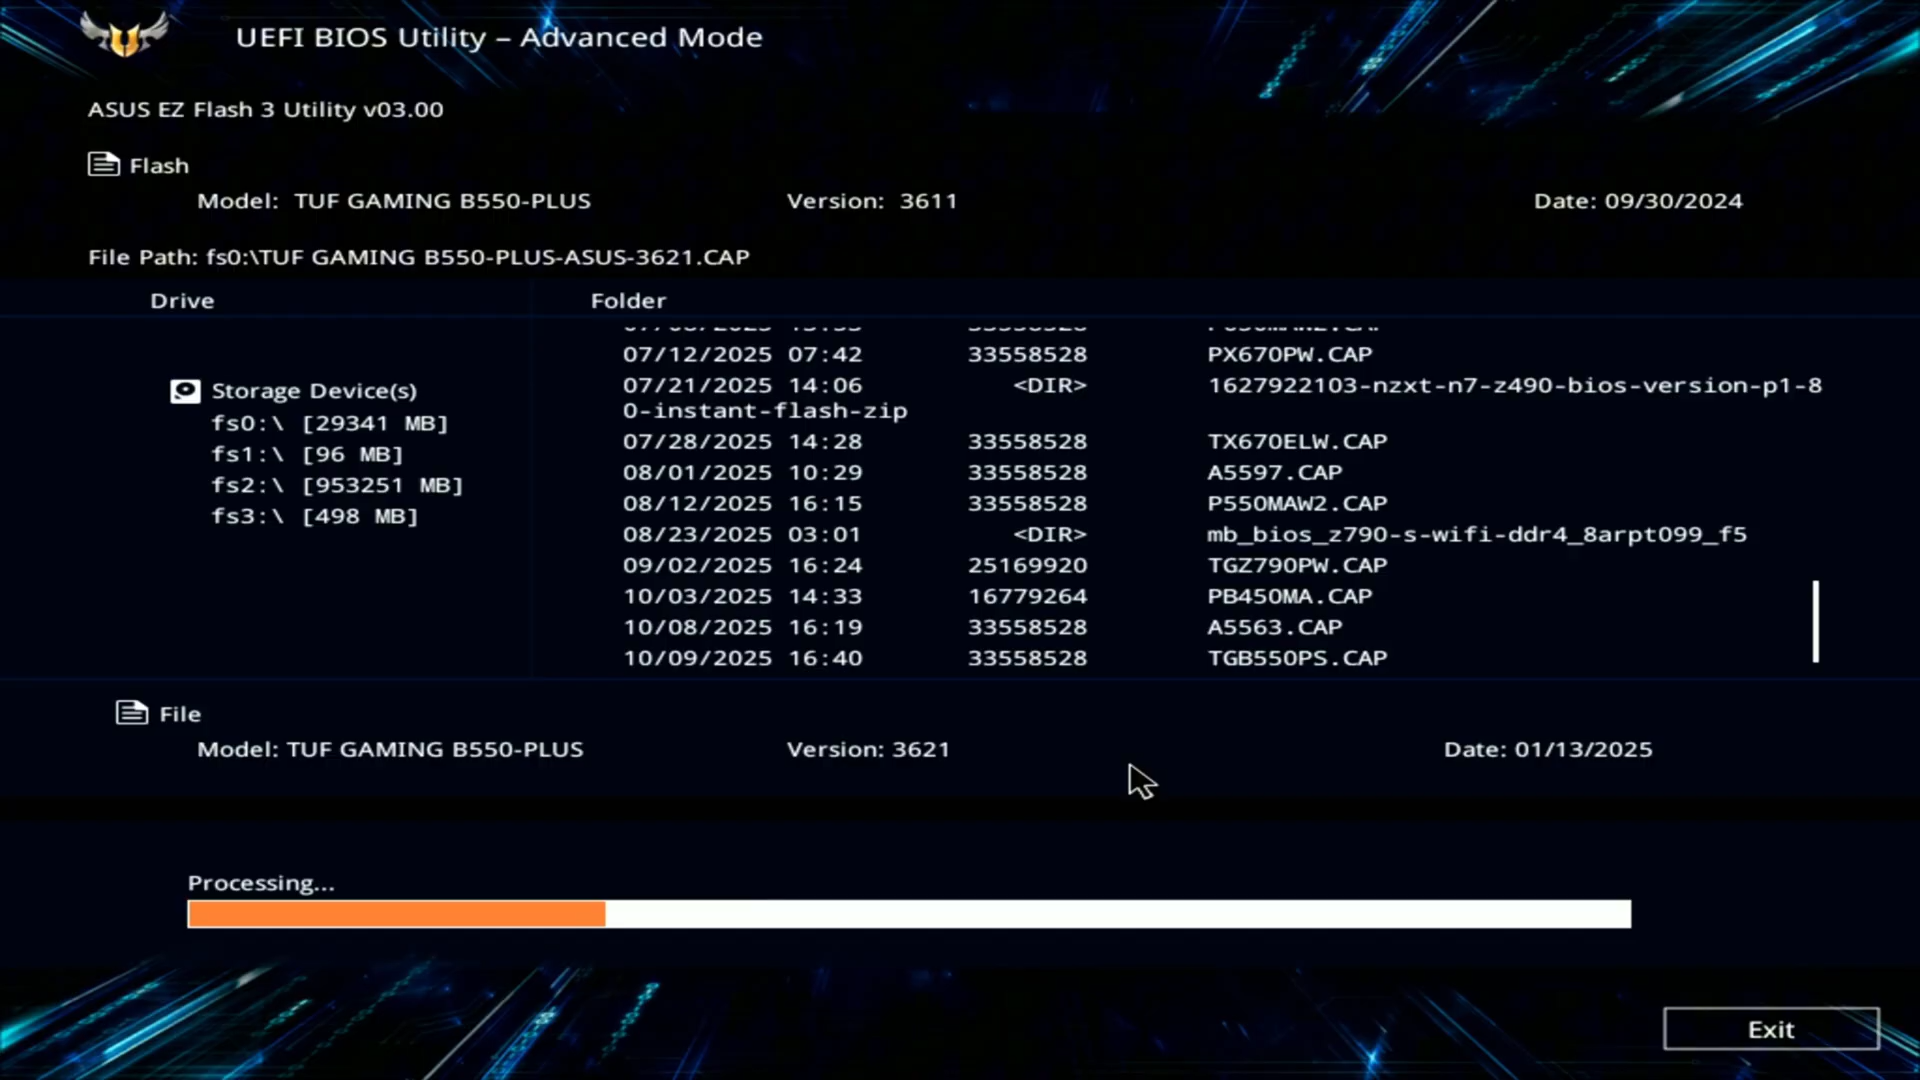 UEFI BIOS Utility – Advanced Mode
ASUS EZ Flash 3 Utility v03.00
Flash
Model: TUF GAMING B550-PLUS Version: 3611 Date: 09/30/2024
File Path: fs0:\TUF GAMING B550-PLUS-ASUS-3621.CAP
Drive Folder
Storage Device(s)
fs0:\ [29341 MB]
fs1:\ [96 MB]
fs2:\ [953251 MB]
fs3:\ [498 MB]
07/12/2025 07:42 33558528 PX670PW.CAP
07/21/2025 14:06 <DIR> 1627922103-nzxt-n7-z490-bios-version-p1-8
0-instant-flash-zip
07/28/2025 14:28 33558528 TX670ELW.CAP
08/01/2025 10:29 33558528 A5597.CAP
08/12/2025 16:15 33558528 P550MAW2.CAP
08/23/2025 03:01 <DIR> mb_bios_z790-s-wifi-ddr4_8arpt099_f5
09/02/2025 16:24 25169920 TGZ790PW.CAP
10/03/2025 14:33 16779264 PB450MA.CAP
10/08/2025 16:19 33558528 A5563.CAP
10/09/2025 16:40 33558528 TGB550PS.CAP
File
Model: TUF GAMING B550-PLUS Version: 3621 Date: 01/13/2025
Processing...
Exit